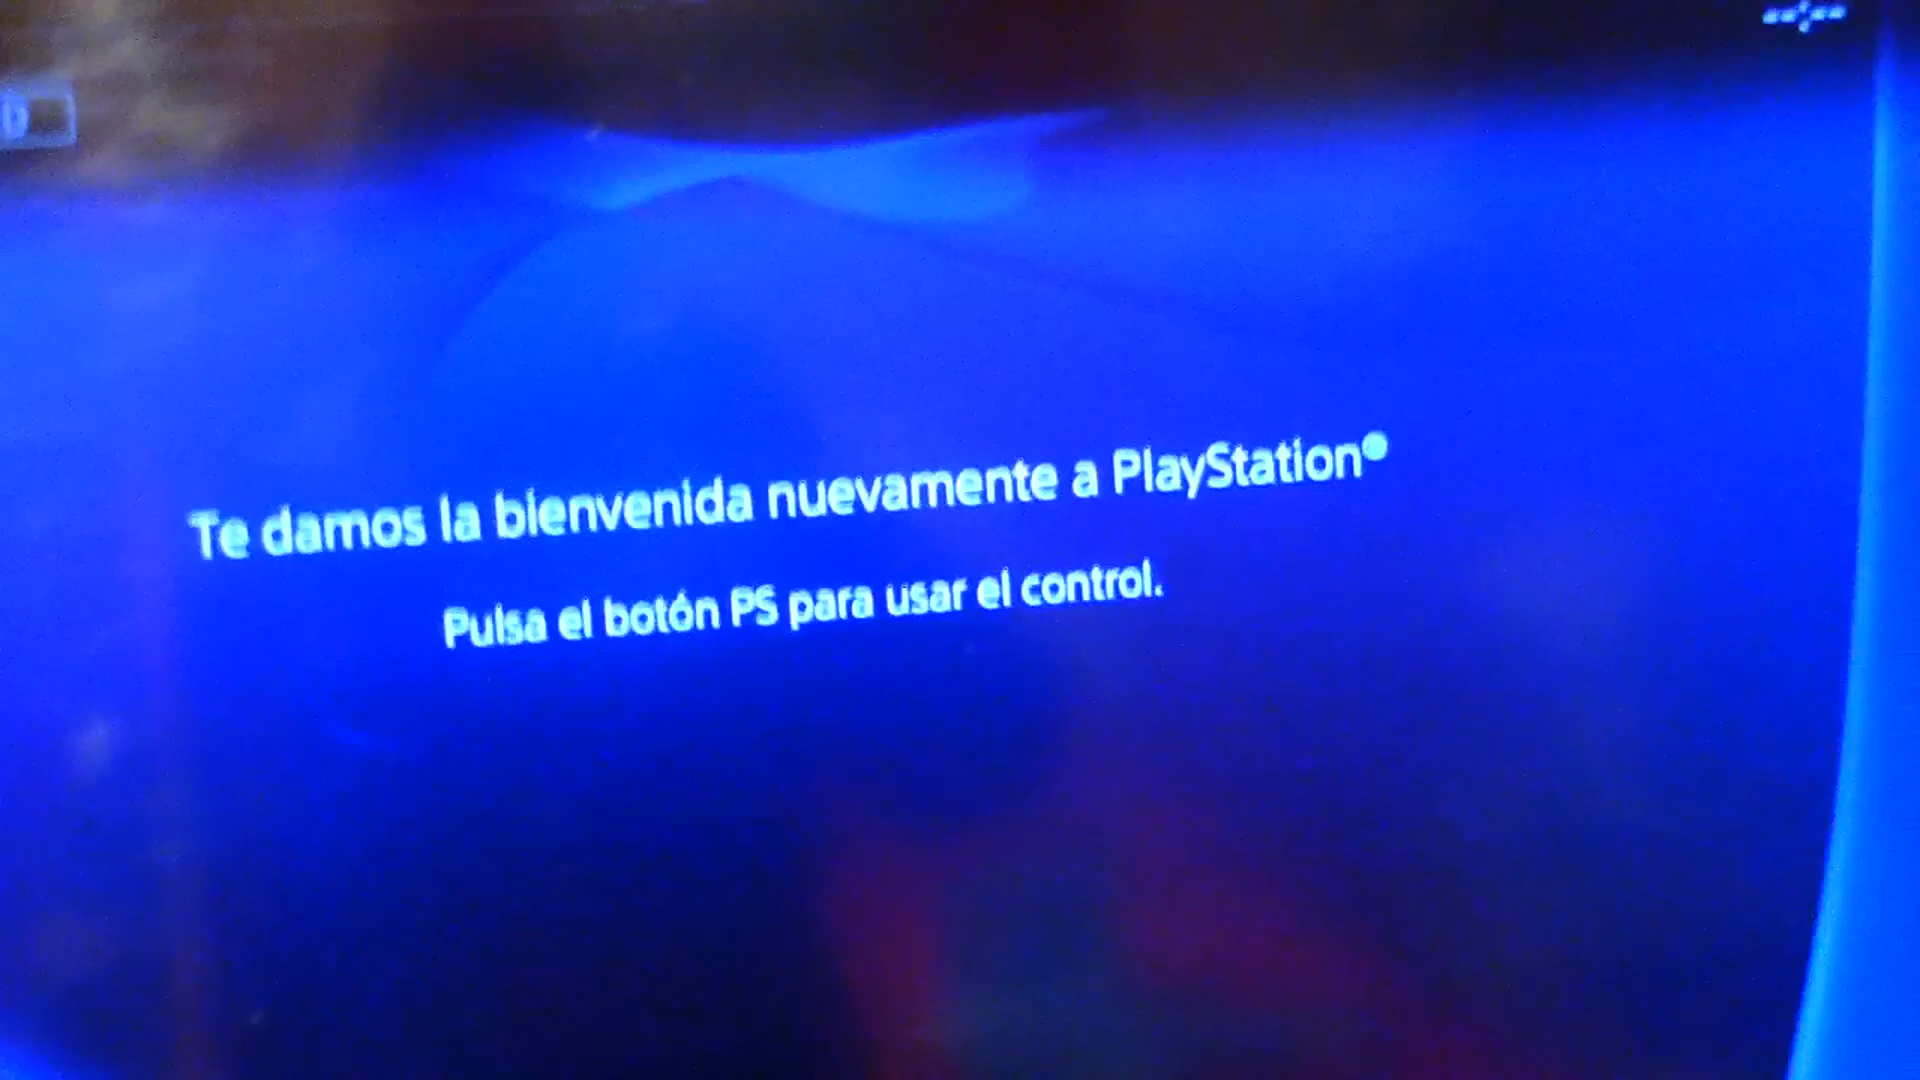 --:--
Te damos la bienvenida nuevamente a PlayStation®
Pulsa el botón PS para usar el control.